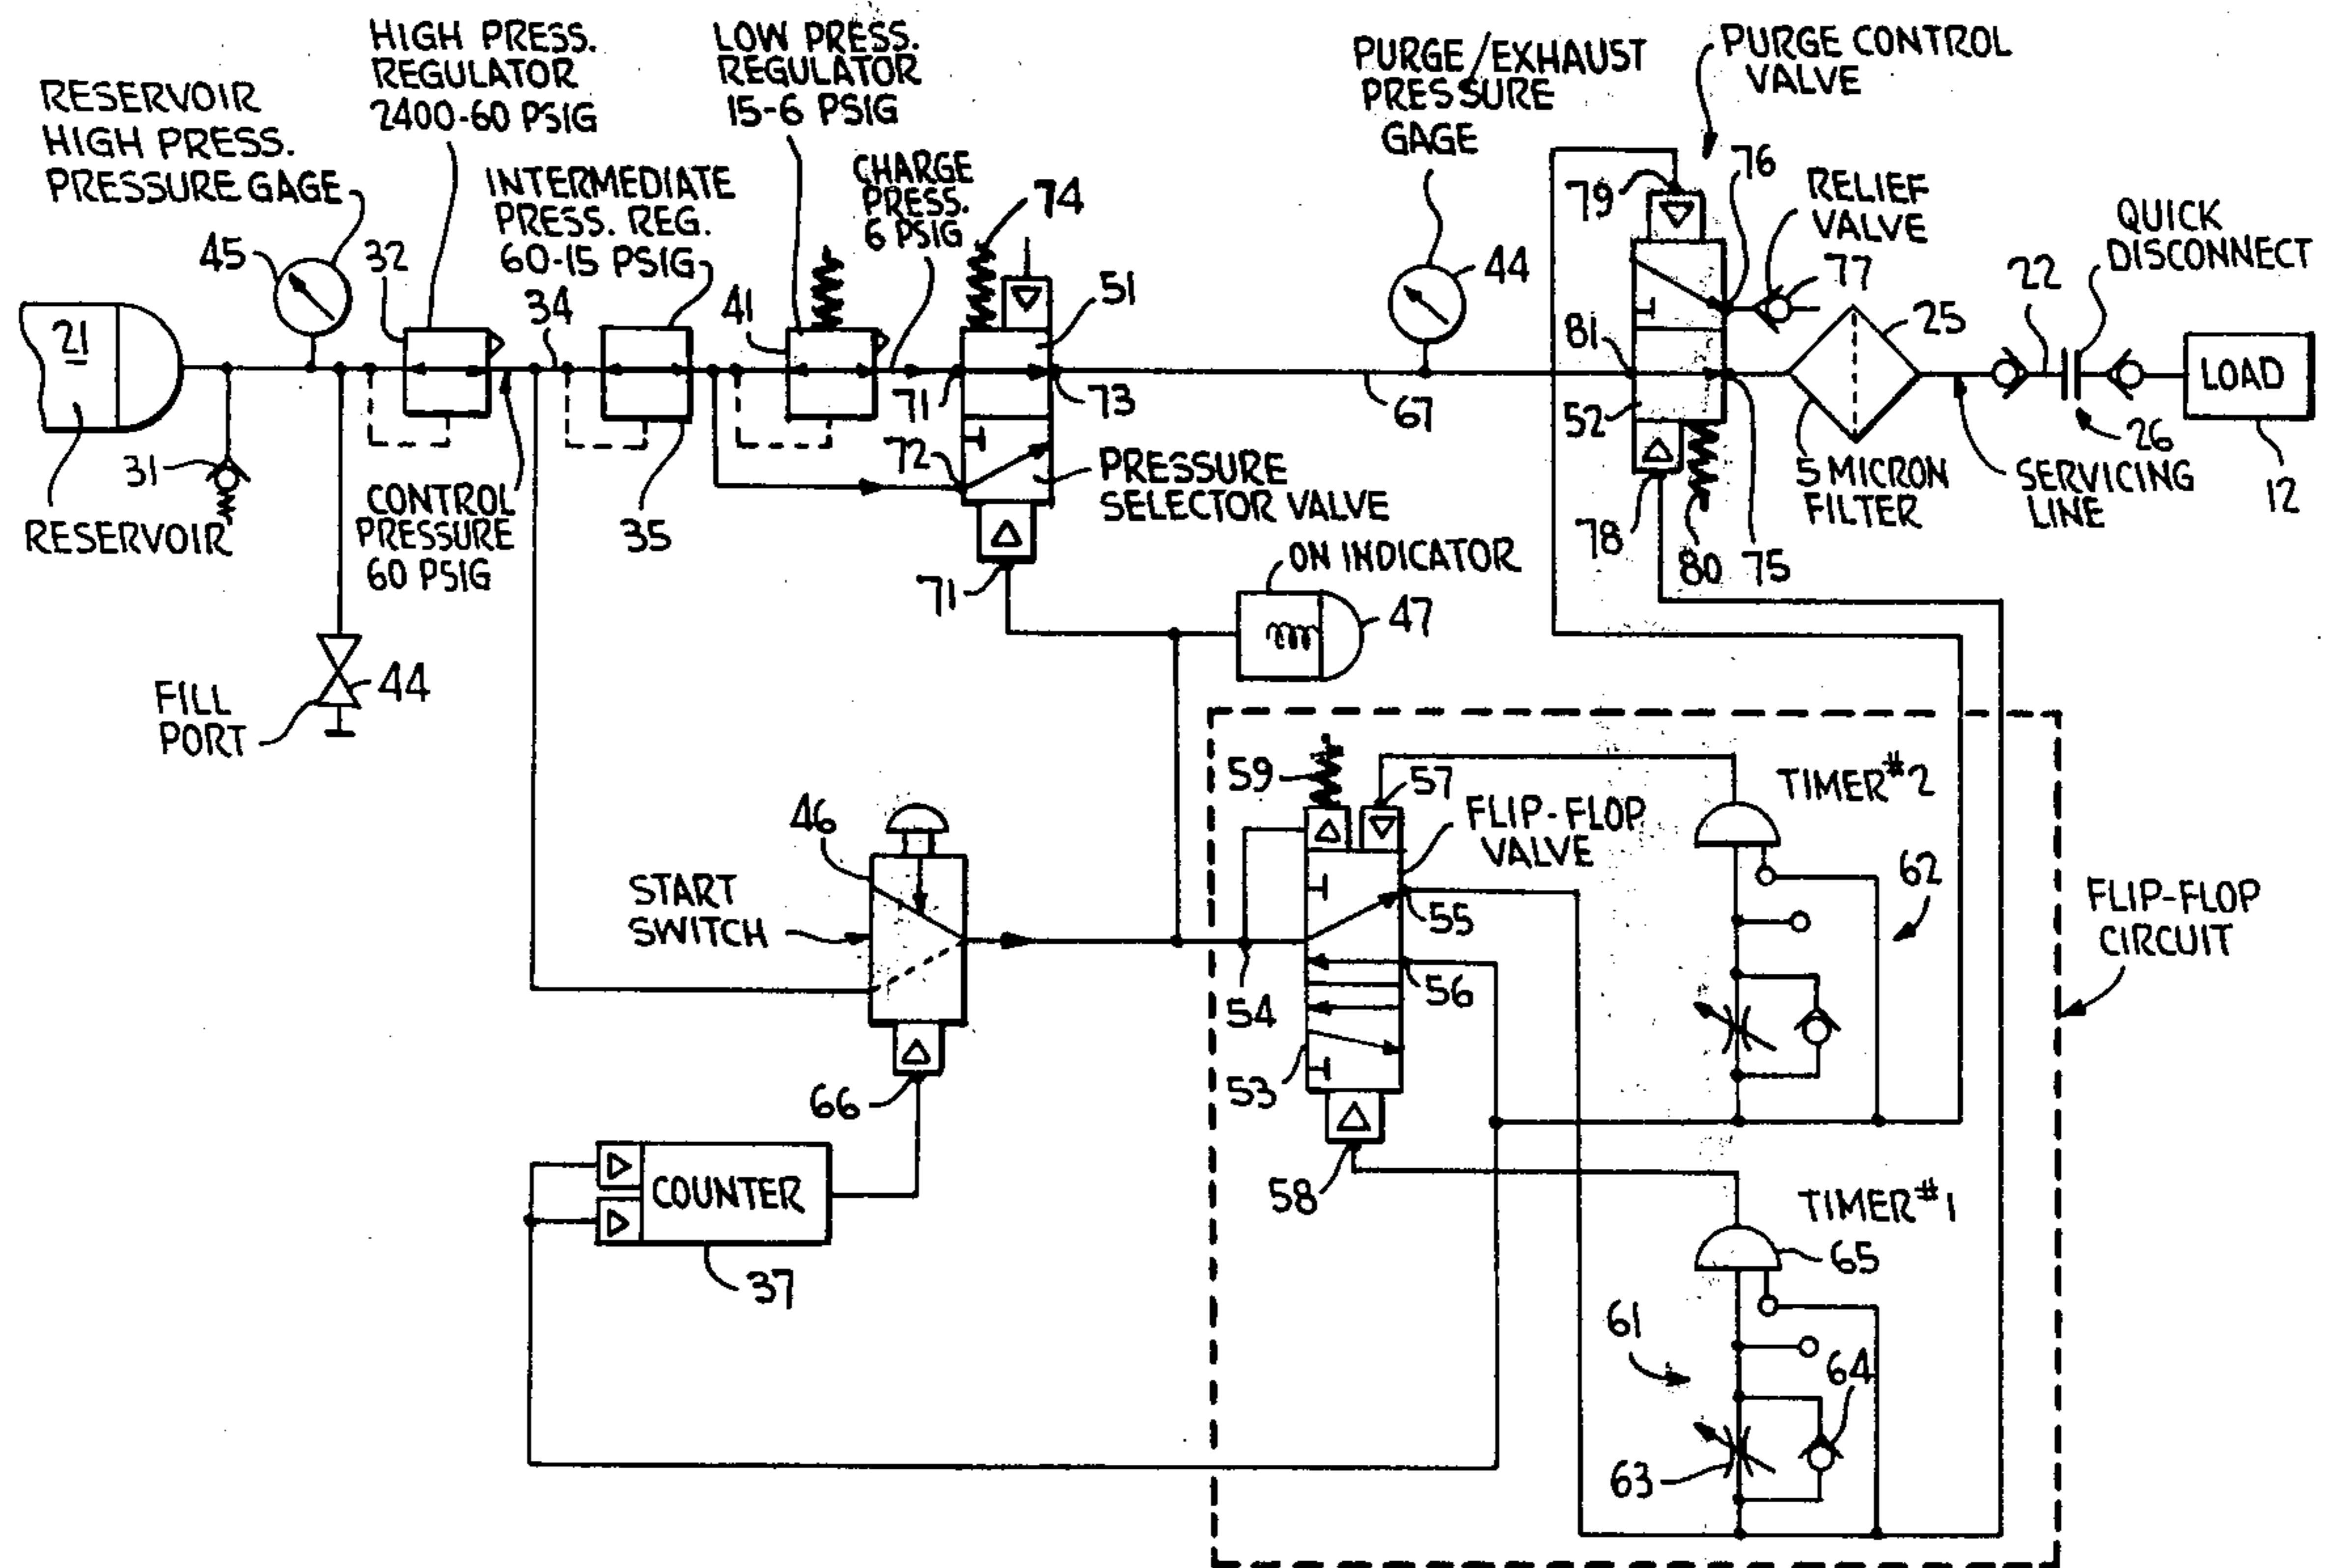 RESERVOIR
HIGH PRESS.
PRESSURE GAGE
HIGH PRESS.
REGULATOR
2400-60 PSIG
LOW PRESS.
REGULATOR
15-6 PSIG
INTERMEDIATE
PRESS. REG.
60-15 PSIG
CHARGE
PRESS.
6 PSIG
74
PURGE/EXHAUST
PRESSURE
GAGE
PURGE CONTROL
VALVE
79
76
RELIEF
VALVE
77
QUICK
DISCONNECT
45
32
34
41
51
44
81
25
22
21
71
73
67
52
LOAD
31
72
PRESSURE
SELECTOR VALVE
5 MICRON
FILTER
SERVICING
LINE
26
12
RESERVOIR
CONTROL
PRESSURE
60 PSIG
35
71
78
80
75
ON INDICATOR
47
FILL
PORT
44
59
57
TIMER #2
FLIP-FLOP
VALVE
46
START
SWITCH
62
FLIP-FLOP
CIRCUIT
55
56
54
53
66
COUNTER
37
58
TIMER #1
65
61
64
63